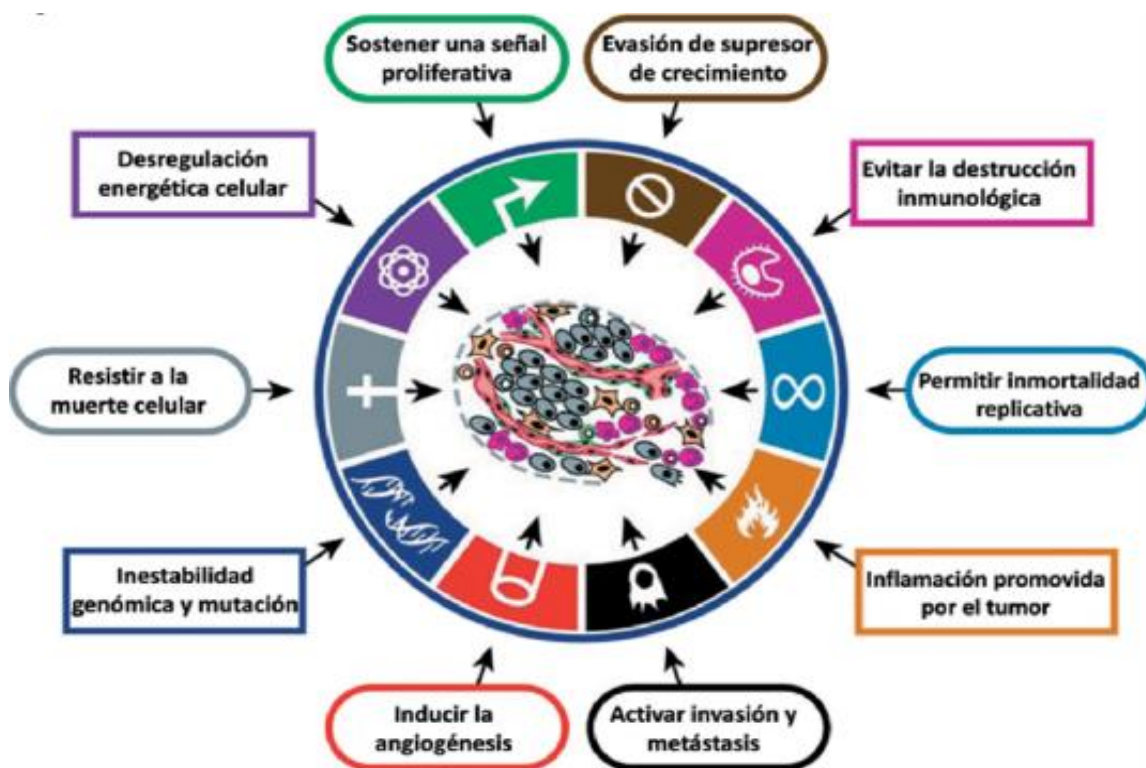 Sostener una señal
proliferativa
Evasión de supresor
de crecimiento
Desregulación
energética celular
Evitar la destrucción
inmunológica
Resistir a la
muerte celular
Permitir inmortalidad
replicativa
Inestabilidad
genómica y mutación
Inflamación promovida
por el tumor
Inducir la
angiogénesis
Activar invasión y
metástasis